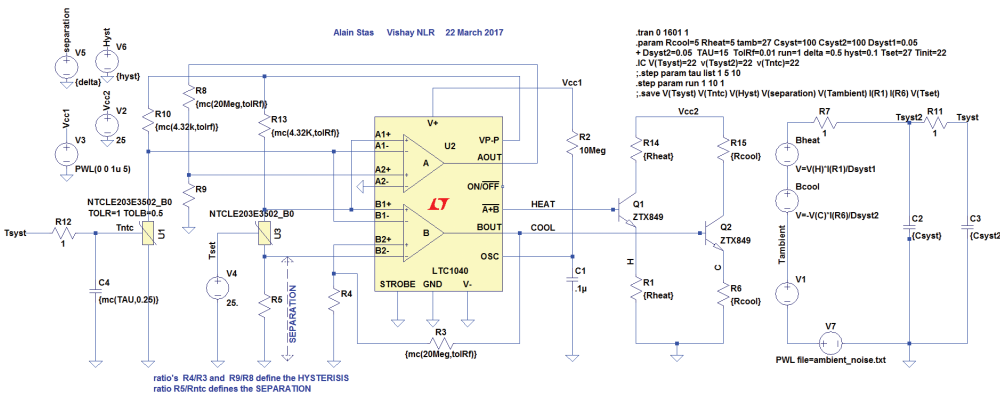 Alain Stas Vishay NLR 22 March 2017
.tran 0 1601 1
.param Rcool=5 Rheat=5 tamb=27 Csyst=100 Csyst2=100 Dsyst1=0.05
+ Dsyst2=0.05 TAU=15 TolRf=0.01 run=1 delta =0.5 hyst=0.1 Tset=27 Tinit=22
.IC V(Tsyst)=22 v(Tsyst2)=22 v(Tntc)=22
;.step param tau list 1 5 10
.step param run 1 10 1
;.save V(Tsyst) V(Tntc) V(Hyst) V(separation) V(Tambient) I(R1) I(R6) V(Tset)
separation
V5
{delta}
Hyst
V6
{hyst}
Vcc1
V3
PWL(0 0 1u 5)
Vcc2
V2
25
R10
{mc(4.32k,tolrf)
R8
{mc(20Meg,tolRf)
R13
{mc(4.32K,tolrf)
R9
NTCLE203E3502_B0
TOLR=1 TOLB=0.5
U1
Tntc
Tsyst
R12
1
C4
{mc(TAU,0.25)}
NTCLE203E3502_B0
U3
Tset
V4
25.
R5
SEPARATION
R4
R3
{mc(20Meg,tolRf)
V+
U2
A1+
A1-
A2+
A2-
B1+
B1-
B2+
B2-
A
B
VP-P
AOUT
ON/OFF
A+B
BOUT
OSC
LTC1040
STROBE
GND
V-
HEAT
COOL
Vcc1
R2
10Meg
C1
.1µ
Vcc2
R14
{Rheat}
R15
{Rcool}
Q1
ZTX849
Q2
ZTX849
H
C
R1
{Rheat}
R6
{Rcool}
R7
1
Tsyst2
R11
1
Tsyst
Bheat
V=V(H)*I(R1)/Dsyst1
Bcool
V=-V(C)*I(R6)/Dsyst2
Tambient
V1
V7
PWL file=ambient_noise.txt
C2
{Csyst}
C3
{Csyst2}
ratio's R4/R3 and R9/R8 define the HYSTERISIS
ratio R5/Rntc defines the SEPARATION